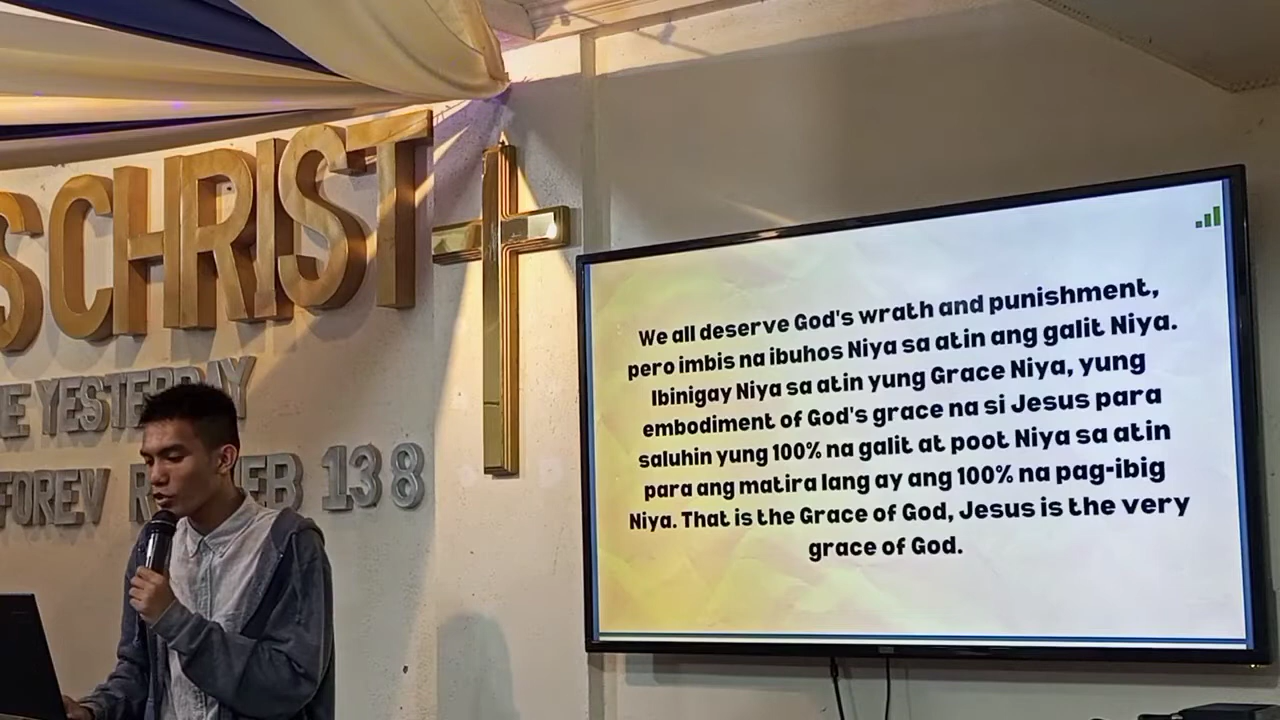 SCHRIST
E YESTERDAY
FOREV R HEB 138
We all deserve God's wrath and punishment,
pero imbis na ibuhos Niya sa atin ang galit Niya.
Ibinigay Niya sa atin yung Grace Niya, yung
embodiment of God's grace na si Jesus para
saluhin yung 100% na galit at poot Niya sa atin
para ang matira lang ay ang 100% na pag-ibig
Niya. That is the Grace of God, Jesus is the very
grace of God.